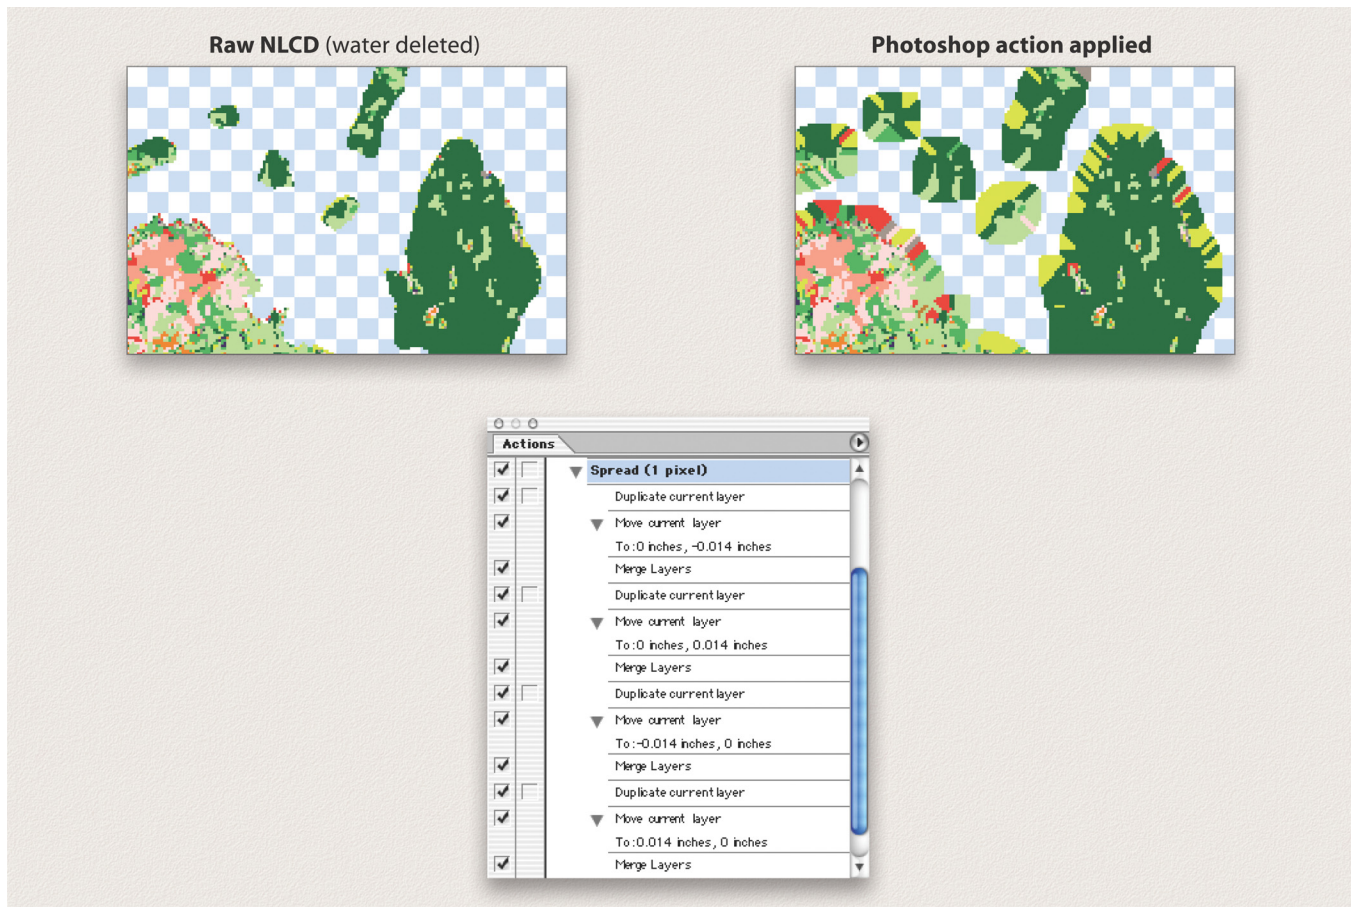 Raw NLCD (water deleted)
Photoshop action applied
Actions
Spread (1 pixel)
Duplicate current layer
Move current layer
To:0 inches, -0.014 inches
Merge Layers
Duplicate current layer
Move current layer
To:0 inches, 0.014 inches
Merge Layers
Duplicate current layer
Move current layer
To:-0.014 inches, 0 inches
Merge Layers
Duplicate current layer
Move current layer
To:0.014 inches, 0 inches
Merge Layers